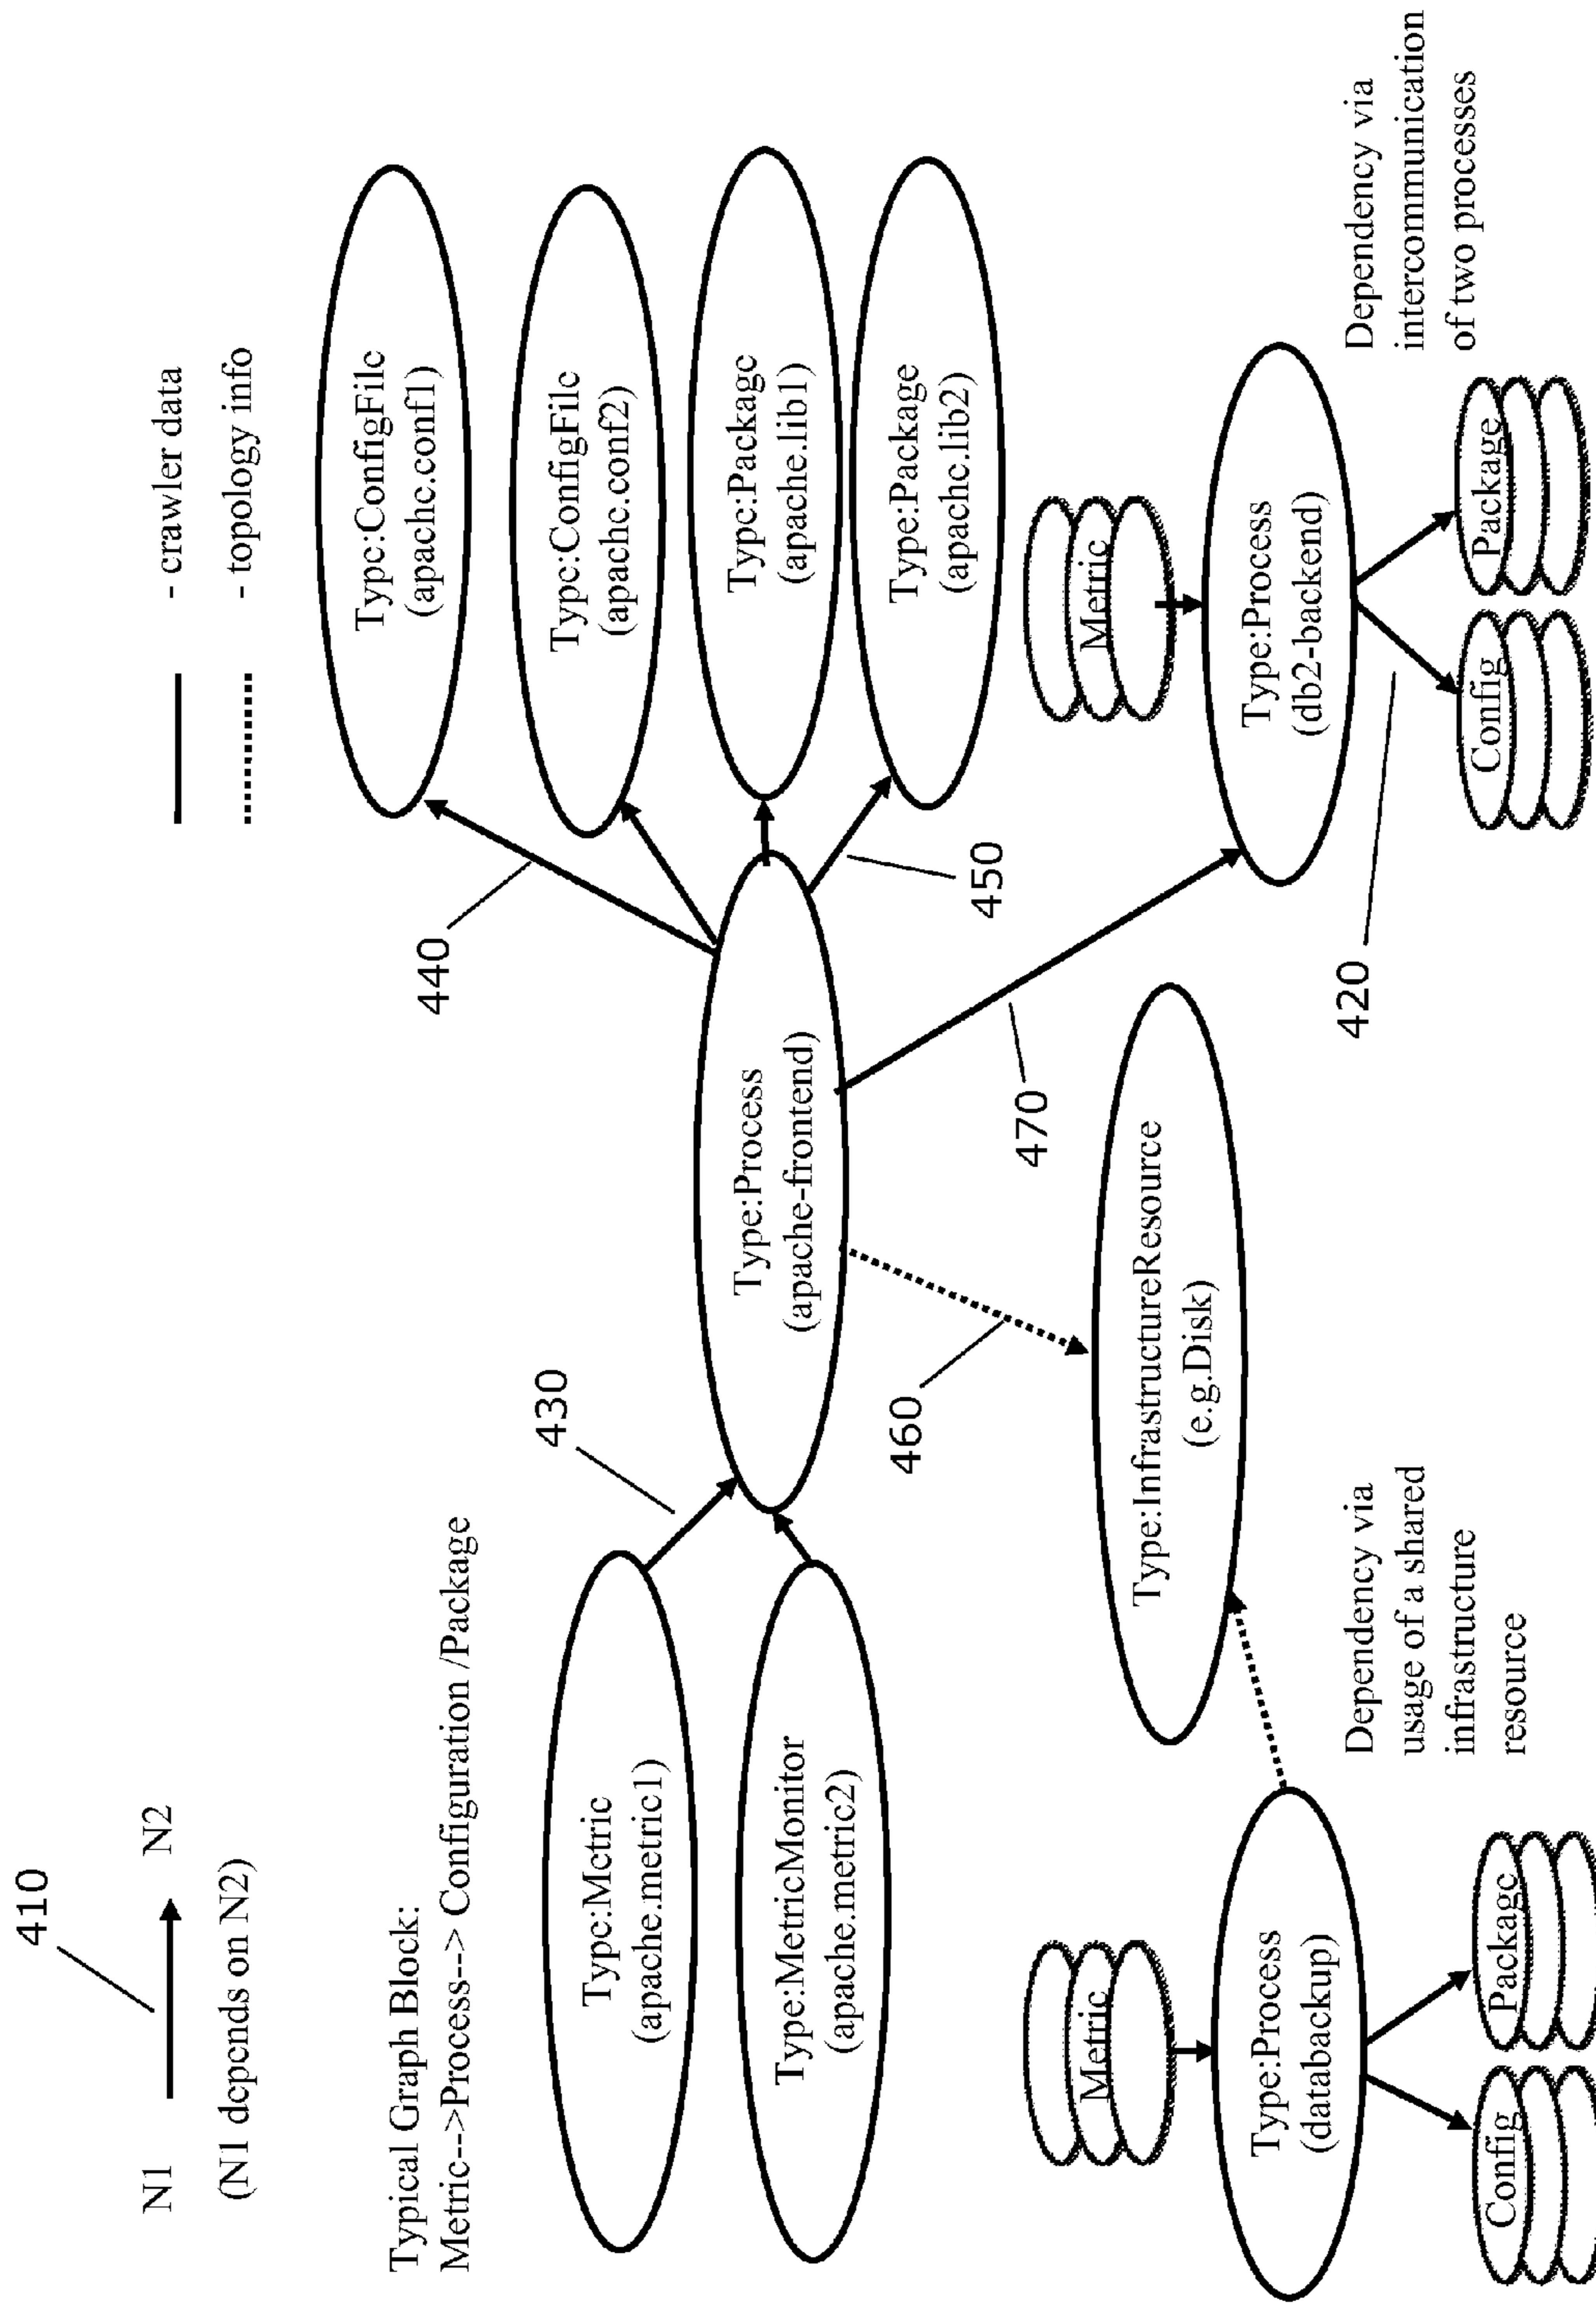 410
N1
N2
(N1 depends on N2)
- crawler data
- topology info
Typical Graph Block:
Metric-->Process---> Configuration /Package
Type:Metric
(apache.metric1)
Type:MetricMonitor
(apache.metric2)
430
Type:Process
(apache-frontend)
440
450
Type:ConfigFile
(apache.conf1)
Type:ConfigFile
(apache.conf2)
Type:Package
(apache.lib1)
Type:Package
(apache.lib2)
460
470
Type:InfrastructureResource
(e.g.Disk)
Metric
Type:Process
(databackup)
Config
Package
Dependency via
usage of a shared
infrastructure
resource
Metric
Type:Process
(db2-backend)
420
Config
Package
Dependency via
intercommunication
of two processes